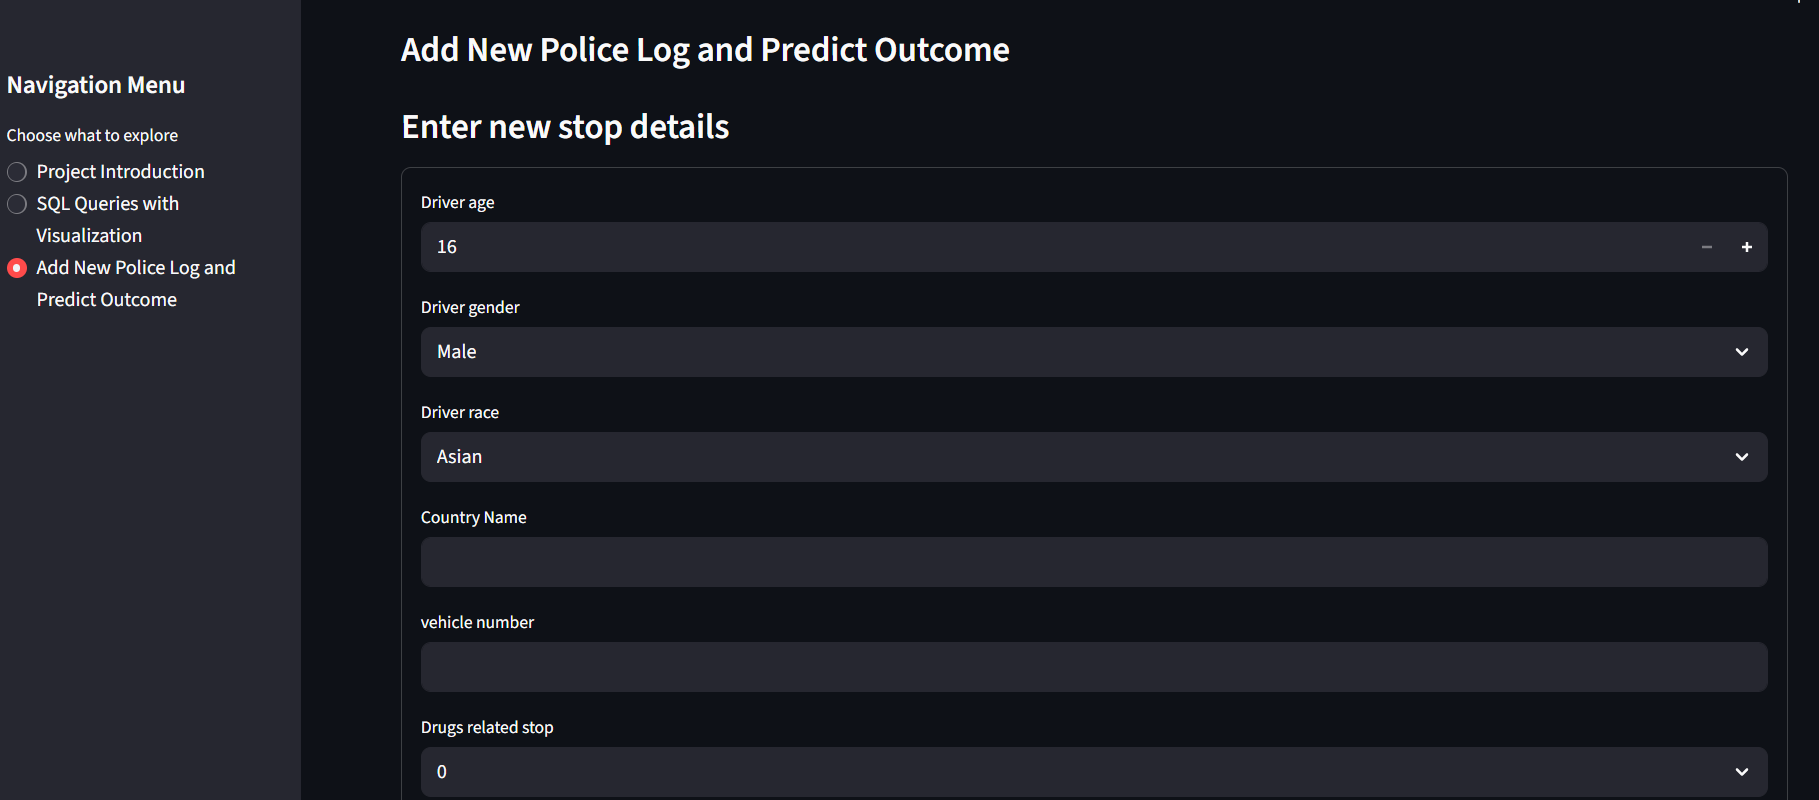 Navigation Menu
Choose what to explore
Project Introduction
SQL Queries with
Visualization
Add New Police Log and
Predict Outcome
Add New Police Log and Predict Outcome
Enter new stop details
Driver age
16
Driver gender
Male
Driver race
Asian
Country Name
vehicle number
Drugs related stop
0